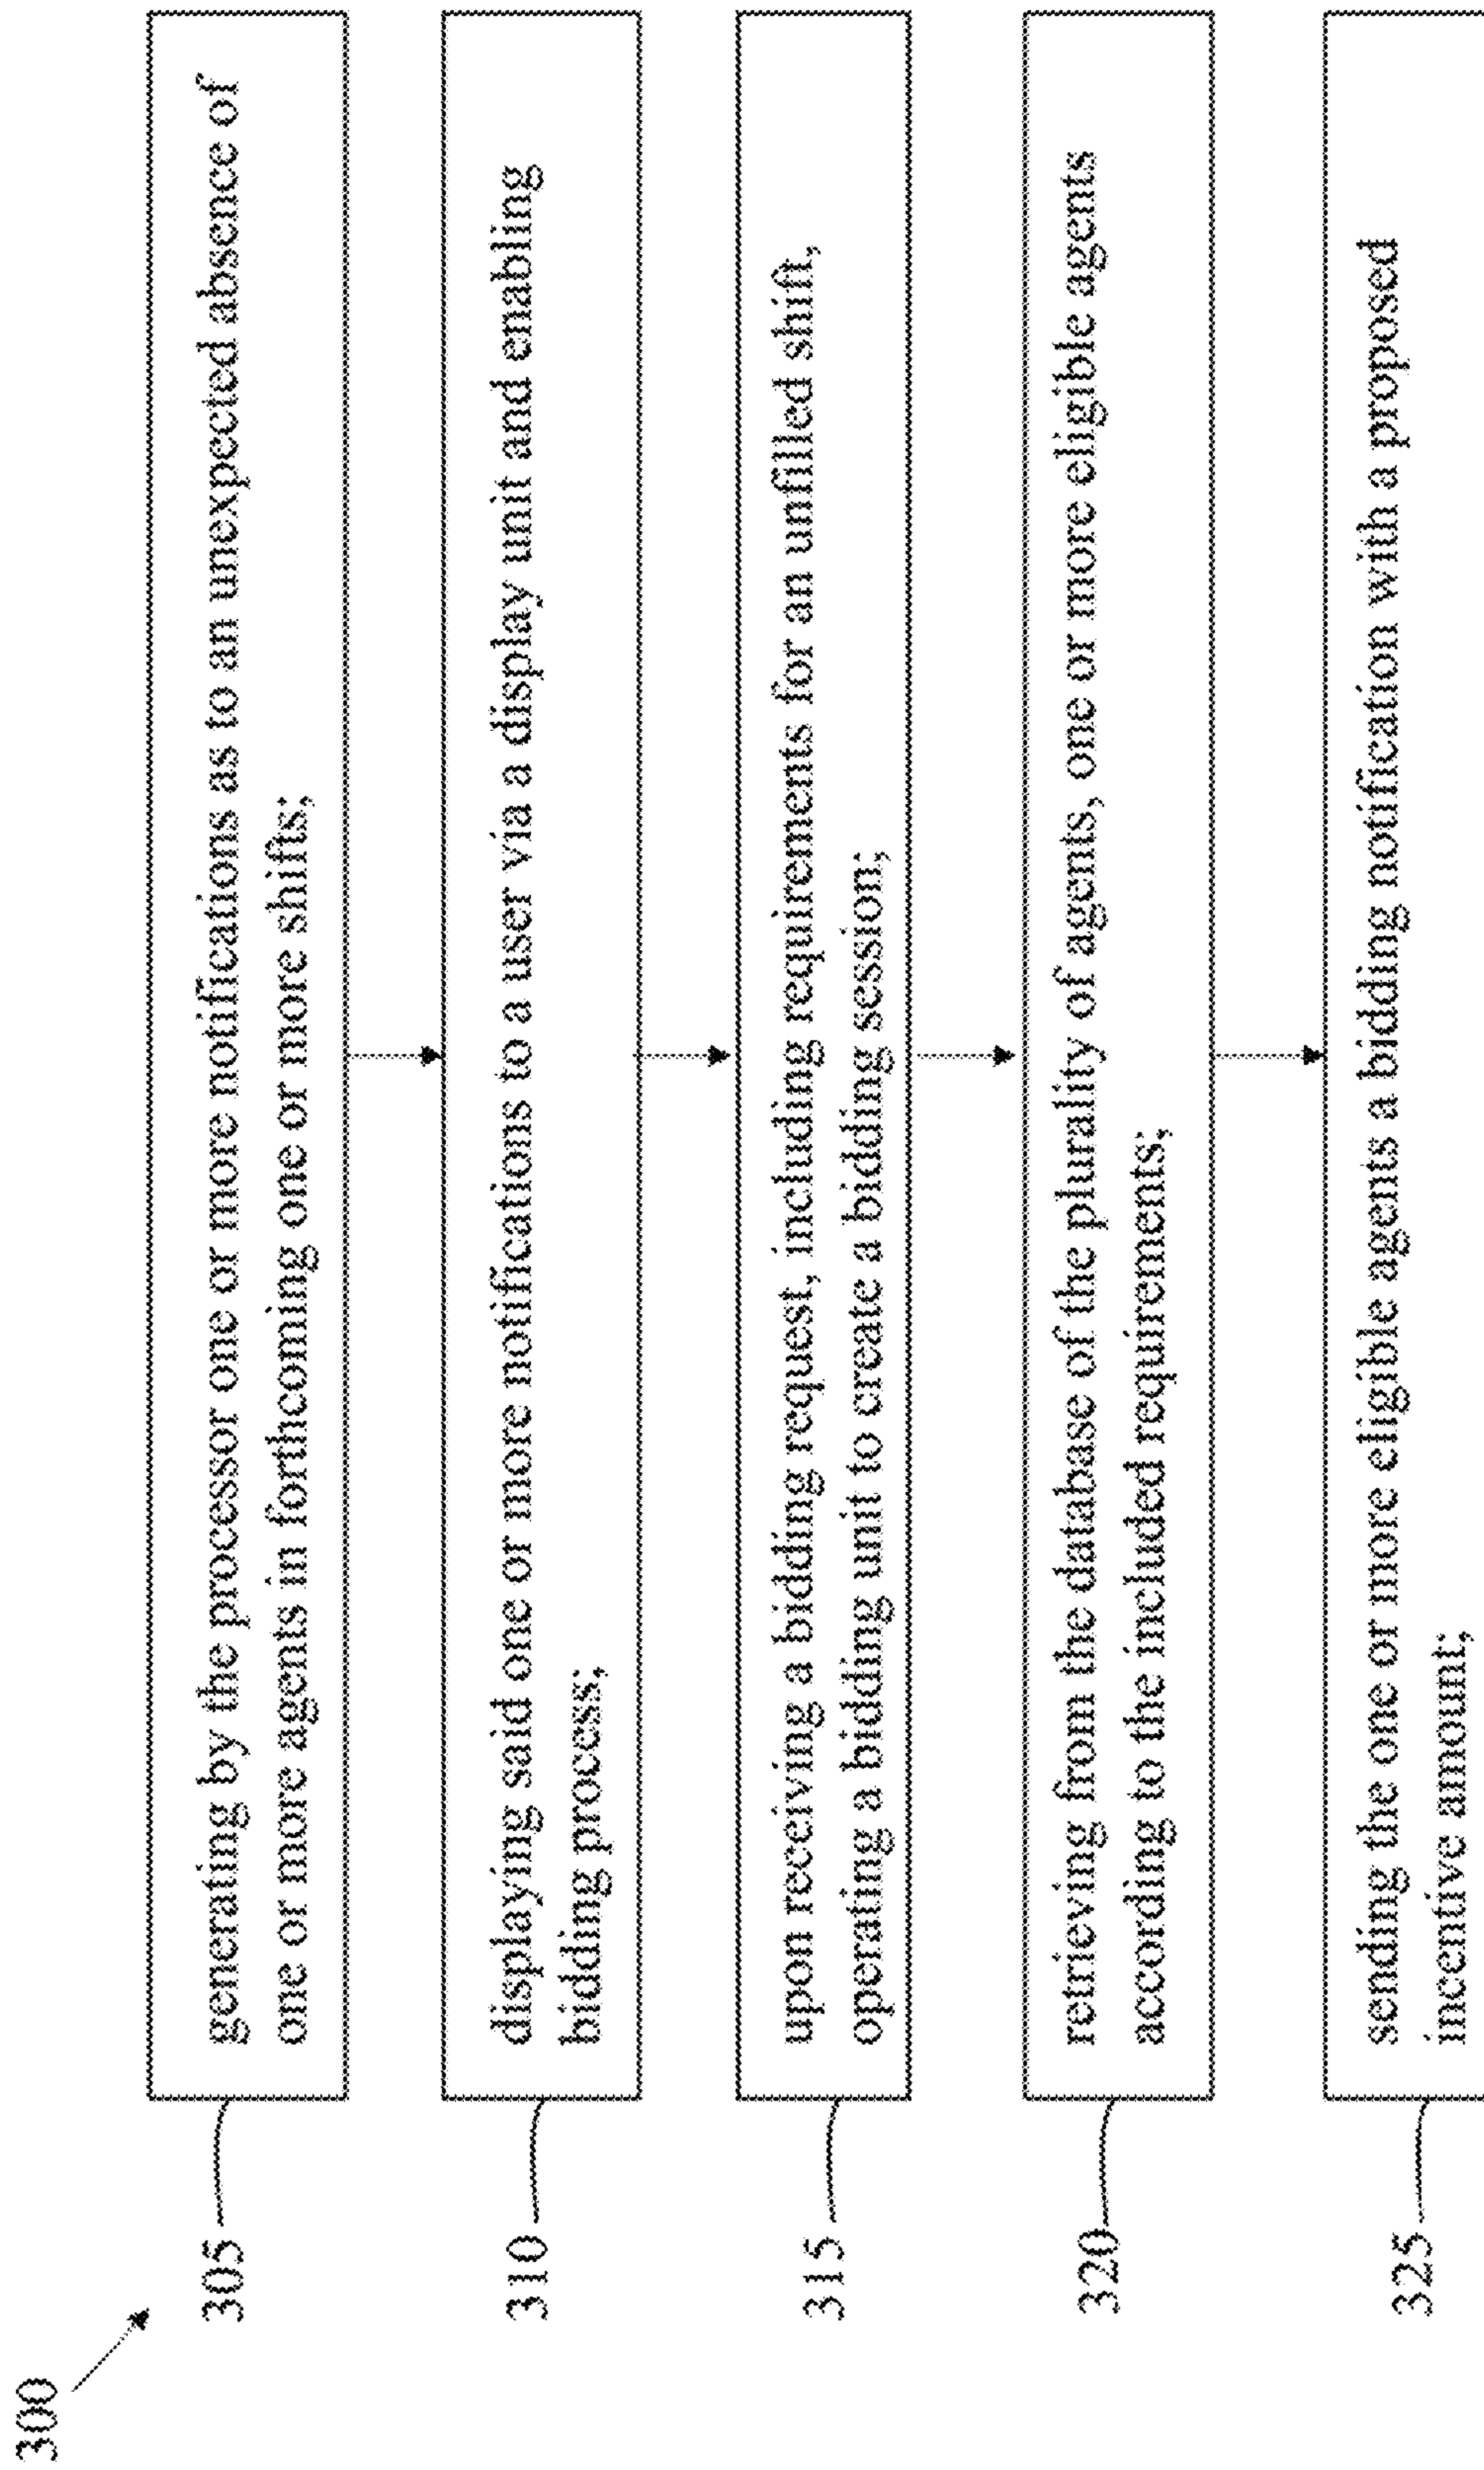 300
305
generating by the processor one or more notifications as to an unexpected absence of
one or more agents in forthcoming one or more shifts;
310
displaying said one or more notifications to a user via a display unit and enabling
bidding process;
315
upon receiving a bidding request, including requirements for an unfilled shift,
operating a bidding unit to create a bidding session;
320
retrieving from the database of the plurality of agents, one or more eligible agents
according to the included requirements;
325
sending the one or more eligible agents a bidding notification with a proposed
incentive amount;